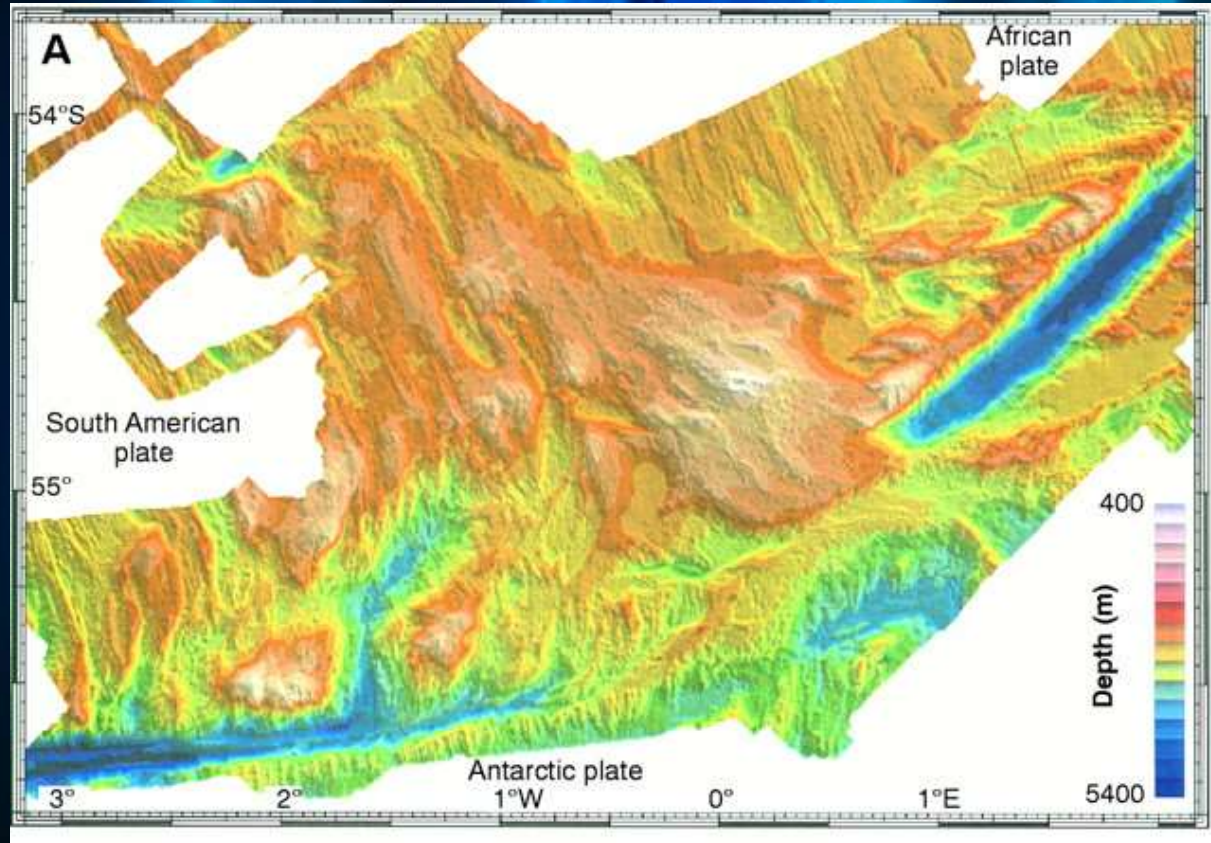 A
African
plate
54°S
South American
plate
55°
400
Depth (m)
5400
Antarctic plate
3°
2°
1°W
0°
1°E